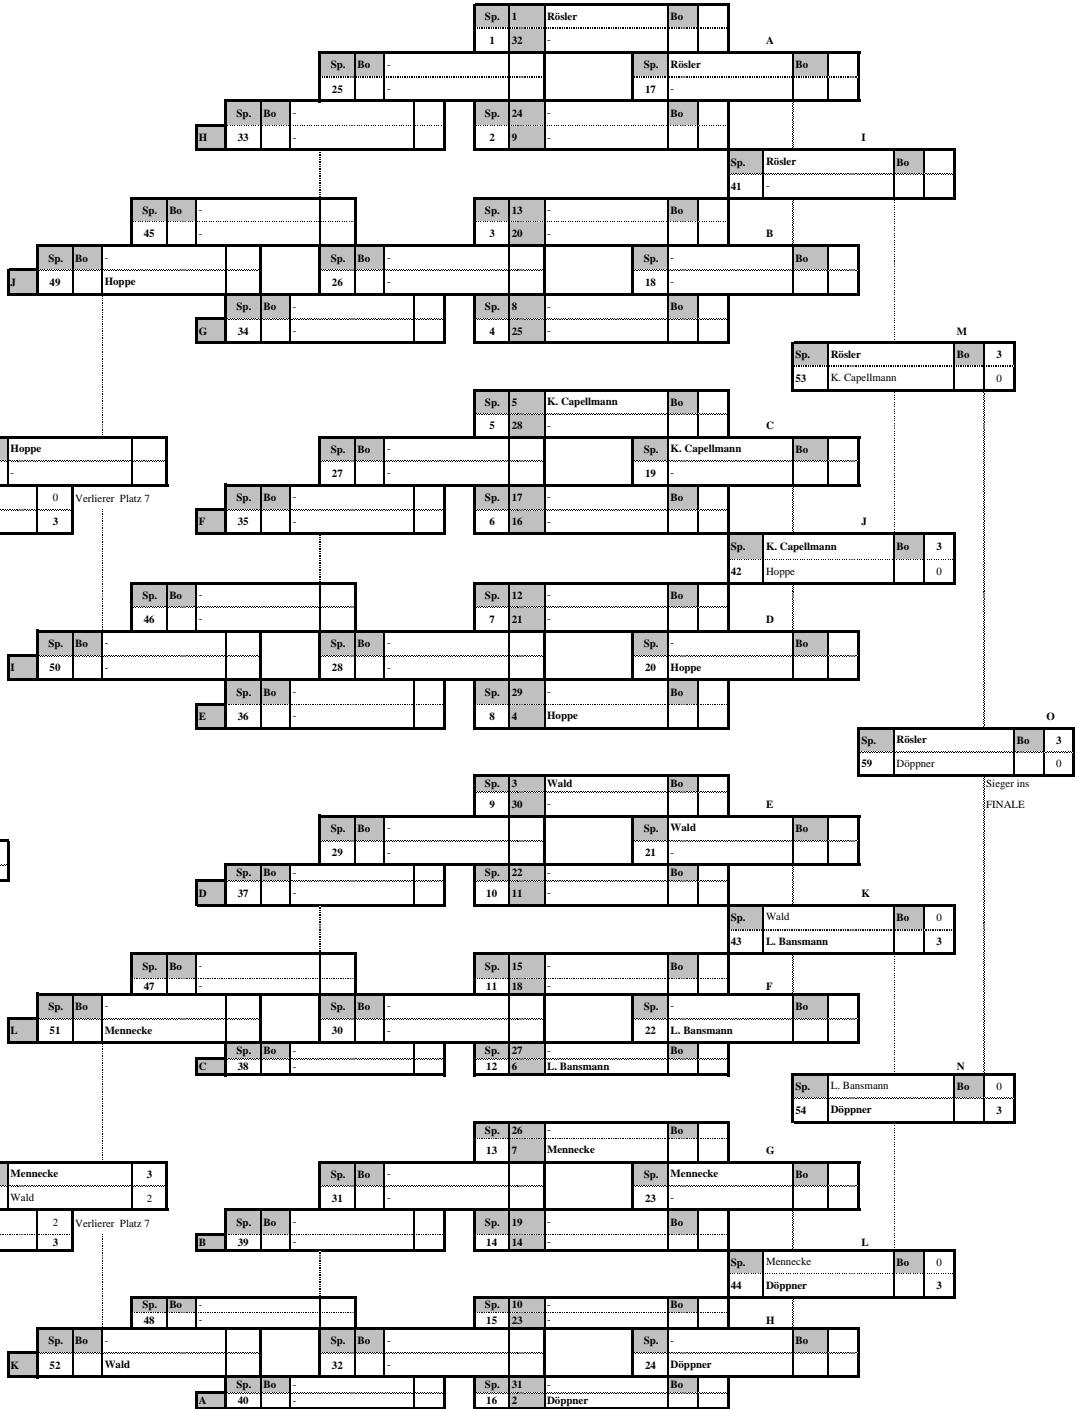 Sp. 1 Rösler Bo
1 32 - A
Sp. Bo - Sp. Rösler Bo
25 - 17 -
Sp. Bo - Sp. 24 - Bo
H 33 - 2 9 - I
Sp. Rösler Bo
41 -
Sp. Bo - Sp. 13 - Bo
45 - 3 20 - B
Sp. Bo - Sp. Bo - Sp. - Bo
J 49 Hoppe 26 - 18 -
Sp. Bo - Sp. 8 - Bo
G 34 - 4 25 - M
Sp. Rösler Bo 3
53 K. Capellmann 0
Sp. 5 K. Capellmann Bo
5 28 - C
Hoppe Sp. Bo - Sp. K. Capellmann Bo
- 27 - 19 -
0 Verlierer Platz 7 Sp. Bo - Sp. 17 - Bo
3 F 35 - 6 16 - J
Sp. K. Capellmann Bo 3
42 Hoppe 0
Sp. Bo - Sp. 12 - Bo
46 - 7 21 - D
Sp. Bo - Sp. Bo - Sp. - Bo
I 50 - 28 - 20 Hoppe
Sp. Bo - Sp. 29 - Bo
E 36 - 8 4 Hoppe O
Sp. Rösler Bo 3
59 Döppner 0
Sp. 3 Wald Bo Sieger ins
9 30 - E FINALE
Sp. Bo - Sp. Wald Bo
29 - 21 -
Sp. Bo - Sp. 22 - Bo
D 37 - 10 11 - K
Sp. Wald Bo 0
43 L. Bansmann 3
Sp. Bo - Sp. 15 - Bo
47 - 11 18 - F
Sp. Bo - Sp. Bo - Sp. - Bo
L 51 Mennecke 30 - 22 L. Bansmann
Sp. Bo - Sp. 27 - Bo
C 38 - 12 6 L. Bansmann N
Sp. L. Bansmann Bo 0
54 Döppner 3
Sp. 26 - Bo
13 7 Mennecke G
Mennecke 3 Sp. Bo - Sp. Mennecke Bo
Wald 2 31 - 23 -
2 Verlierer Platz 7 Sp. Bo - Sp. 19 - Bo
3 B 39 - 14 14 - L
Sp. Mennecke Bo 0
44 Döppner 3
Sp. Bo - Sp. 10 - Bo
48 - 15 23 - H
Sp. Bo - Sp. Bo - Sp. - Bo
K 52 Wald 32 - 24 Döppner
Sp. Bo - Sp. 31 - Bo
A 40 - 16 2 Döppner